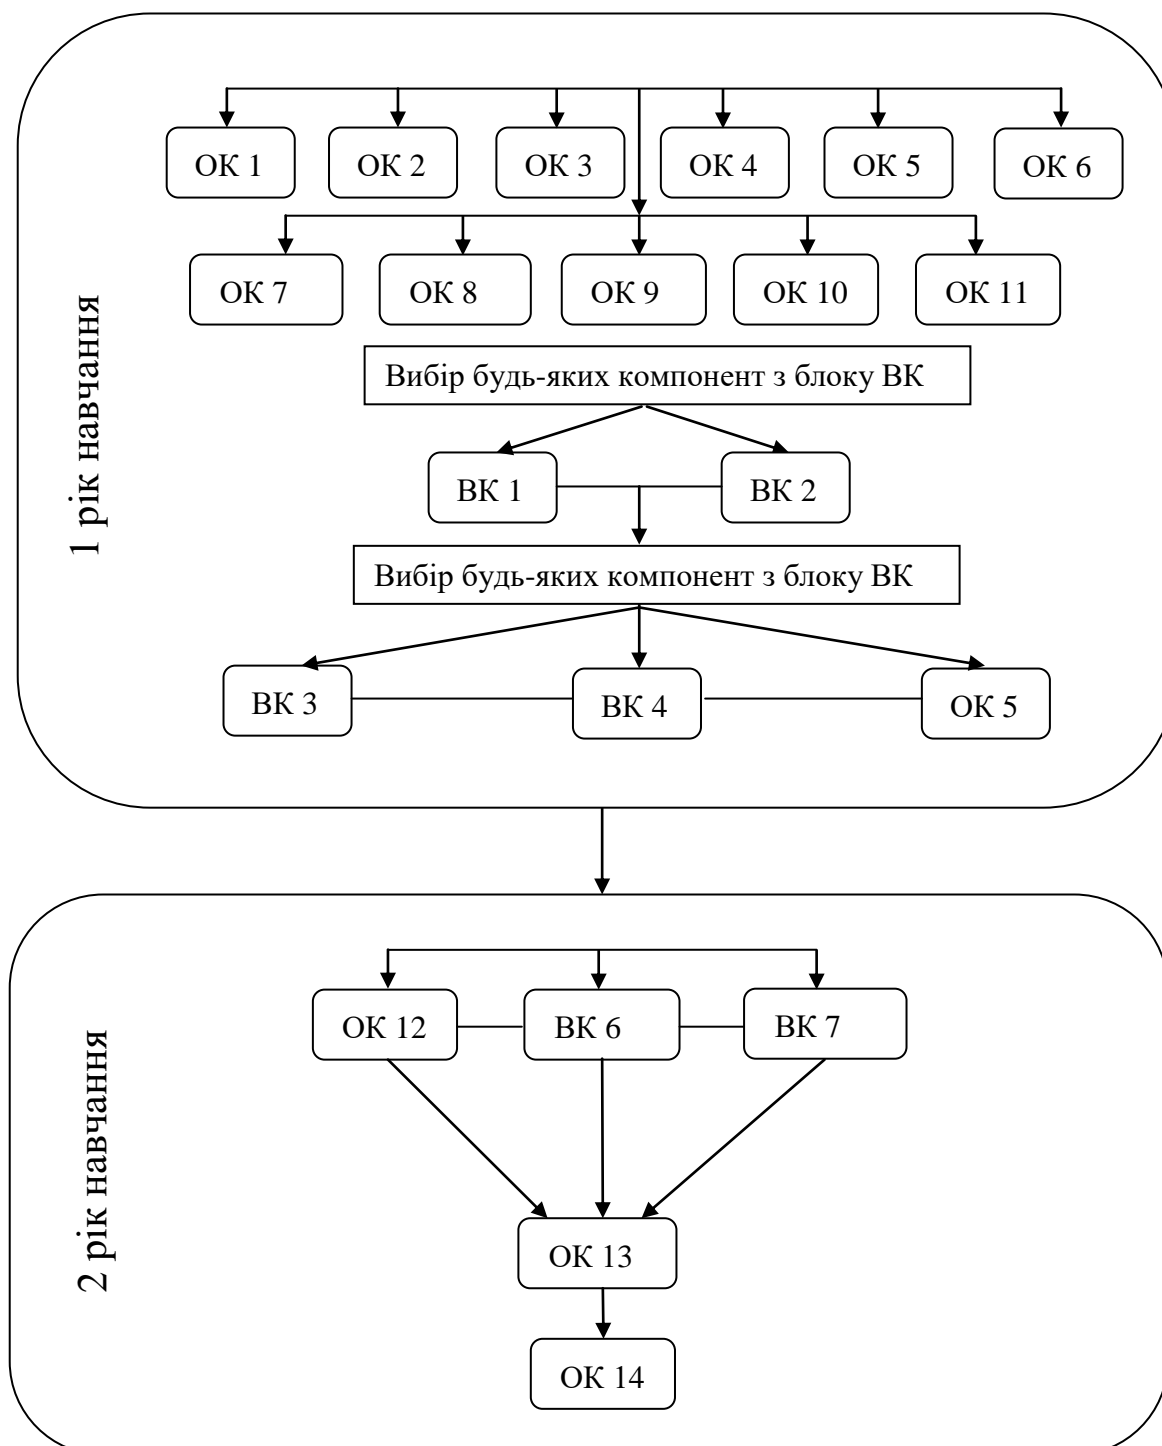 1 рік навчання
ОК 1
ОК 2
ОК 3
ОК 4
ОК 5
ОК 6
ОК 7
ОК 8
ОК 9
ОК 10
ОК 11
Вибір будь-яких компонент з блоку ВК
ВК 1
ВК 2
Вибір будь-яких компонент з блоку ВК
ВК 3
ВК 4
ОК 5
2 рік навчання
ОК 12
ВК 6
ВК 7
ОК 13
ОК 14